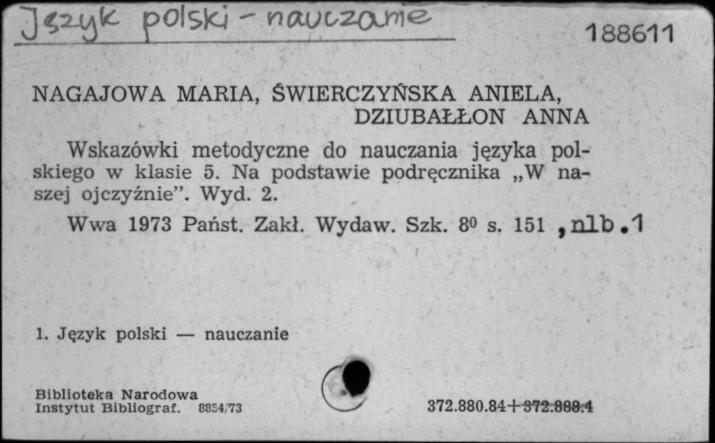 Język polski - nauczanie
188611
NAGAJOWA MARIA, ŚWIERCZYŃSKA ANIELA,
DZIUBAŁŁON ANNA
Wskazówki metodyczne do nauczania języka pol-
skiego w klasie 5. Na podstawie podręcznika „W na-
szej ojczyźnie”. Wyd. 2.
Wwa 1973 Państ. Zakł. Wydaw. Szk. 8⁰ s. 151 , nlb.1
1. Język polski — nauczanie
Biblioteka Narodowa
Instytut Bibliograf. 8854/73
372.880.84+372.888.4